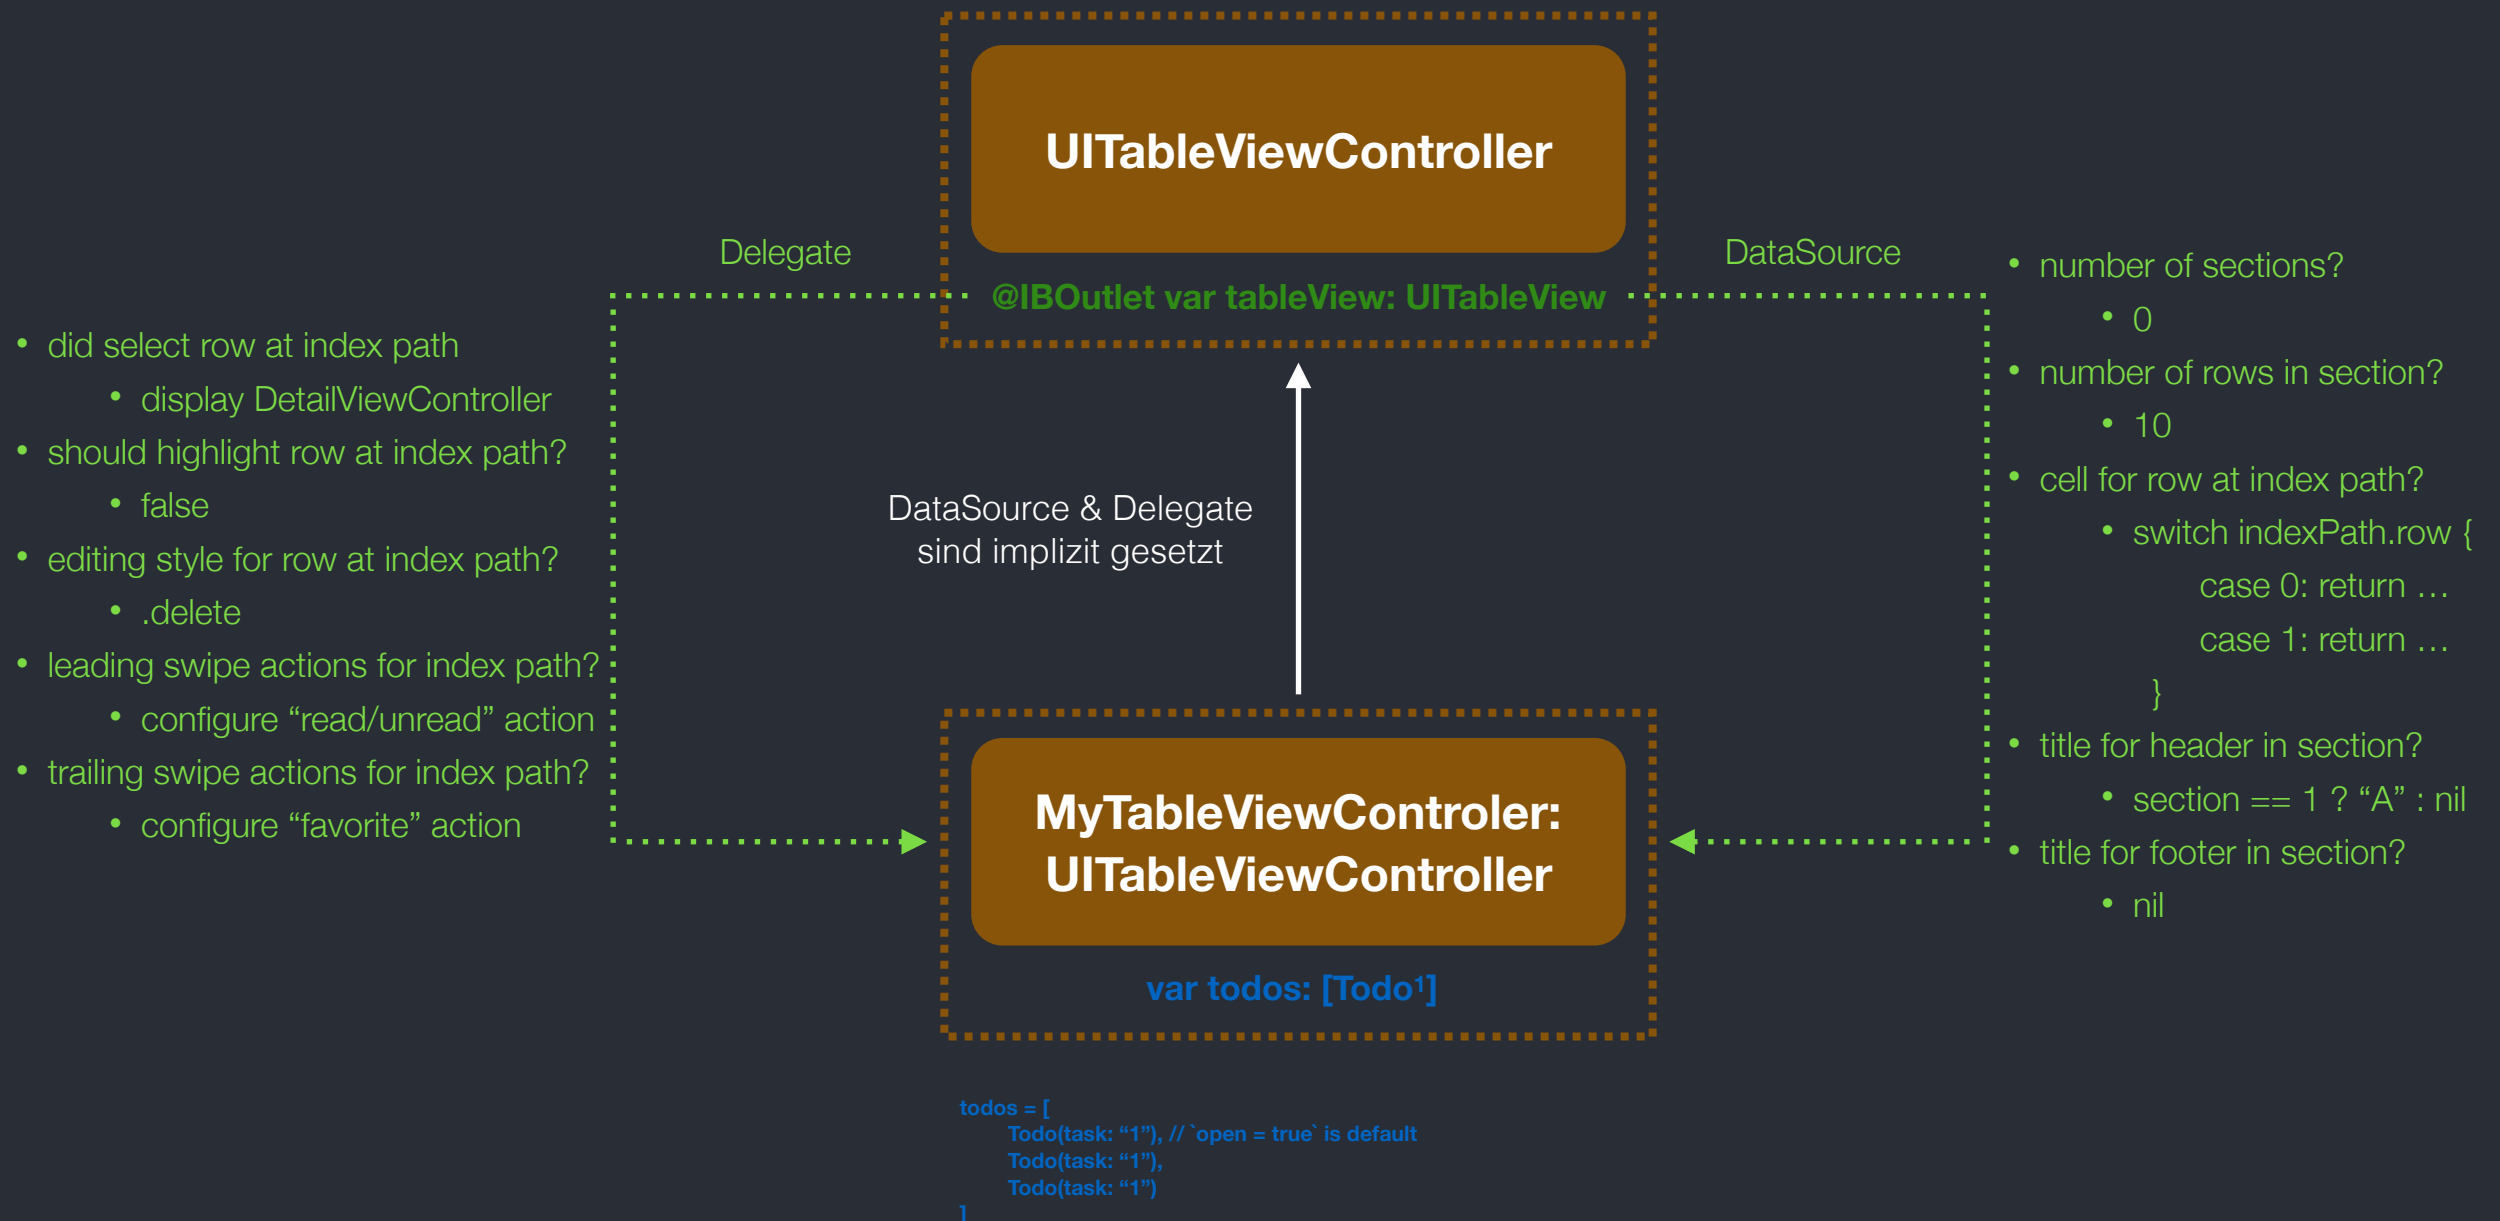 UITableViewController
@IBOutlet var tableView: UITableView
Delegate
DataSource
• did select row at index path
• display DetailViewController
• should highlight row at index path?
• false
• editing style for row at index path?
• .delete
• leading swipe actions for index path?
• configure “read/unread” action
• trailing swipe actions for index path?
• configure “favorite” action
DataSource & Delegate
sind implizit gesetzt
• number of sections?
• 0
• number of rows in section?
• 10
• cell for row at index path?
• switch indexPath.row {
case 0: return …
case 1: return …
}
• title for header in section?
• section == 1 ? “A” : nil
• title for footer in section?
• nil
MyTableViewControler:
UITableViewController
var todos: [Todo¹]
todos = [
Todo(task: “1”), // `open = true` is default
Todo(task: “1”),
Todo(task: “1”)
]